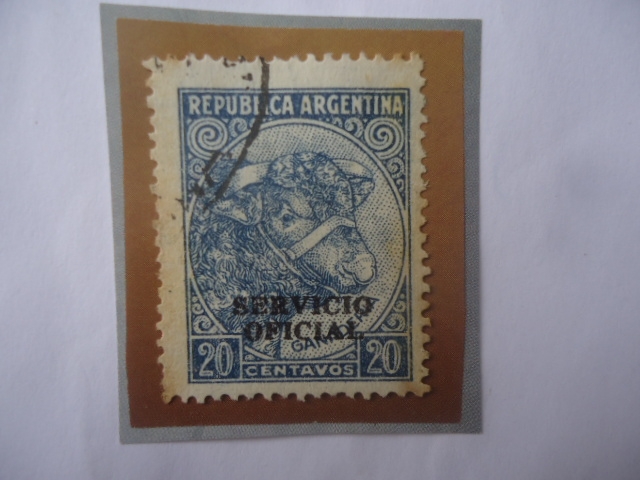 REPUBLICA ARGENTINA
SERVICIO
OFICIAL
20 CENTAVOS 20